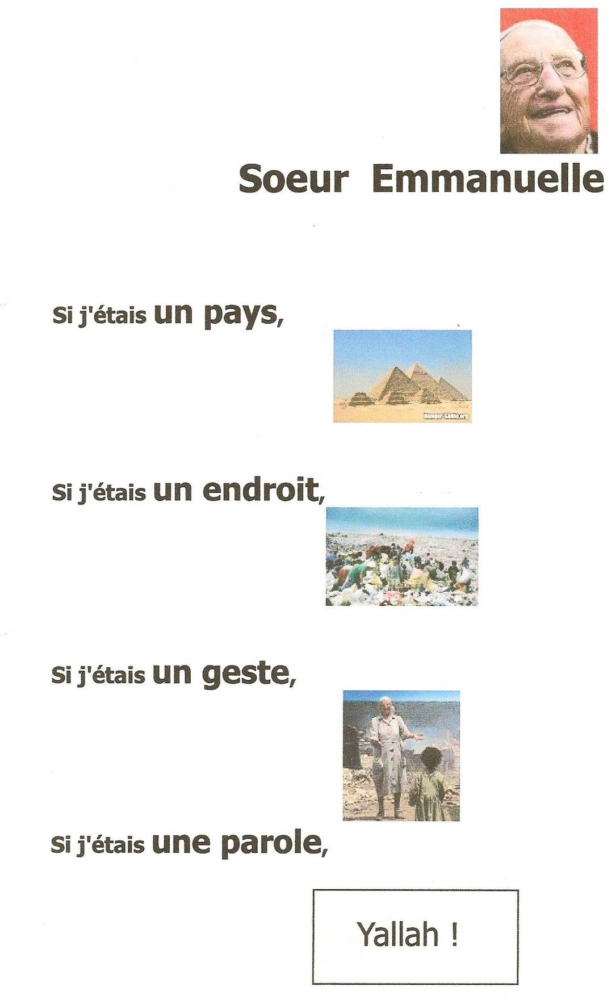 Soeur Emmanuelle
Si j'étais un pays,
Si j'étais un endroit,
Si j'étais un geste,
Si j'étais une parole,
Yallah !